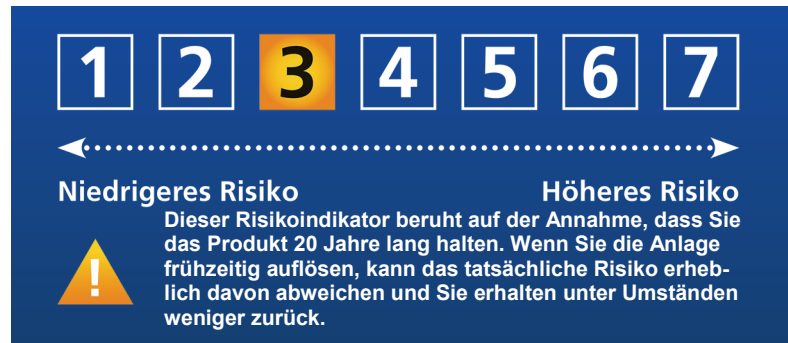 1 2 3 4 5 6 7
Niedrigeres Risiko Höheres Risiko
Dieser Risikoindikator beruht auf der Annahme, dass Sie
das Produkt 20 Jahre lang halten. Wenn Sie die Anlage
frühzeitig auflösen, kann das tatsächliche Risiko erheb-
lich davon abweichen und Sie erhalten unter Umständen
weniger zurück.
!